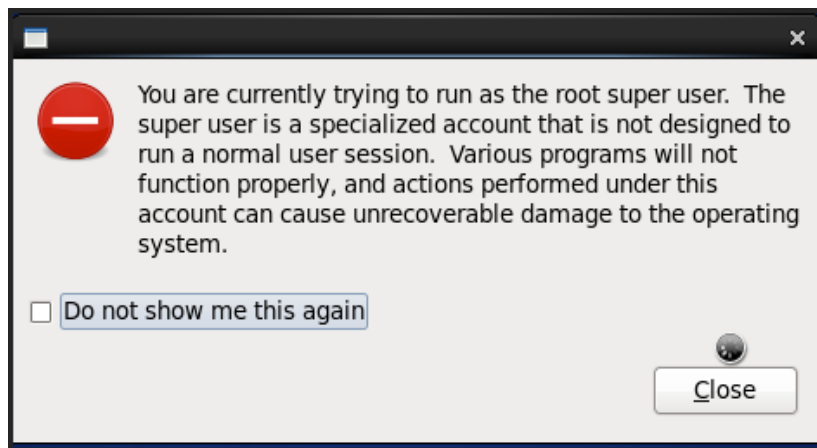 You are currently trying to run as the root super user.  The
super user is a specialized account that is not designed to
run a normal user session.  Various programs will not
function properly, and actions performed under this
account can cause unrecoverable damage to the operating
system.
Do not show me this again
Close